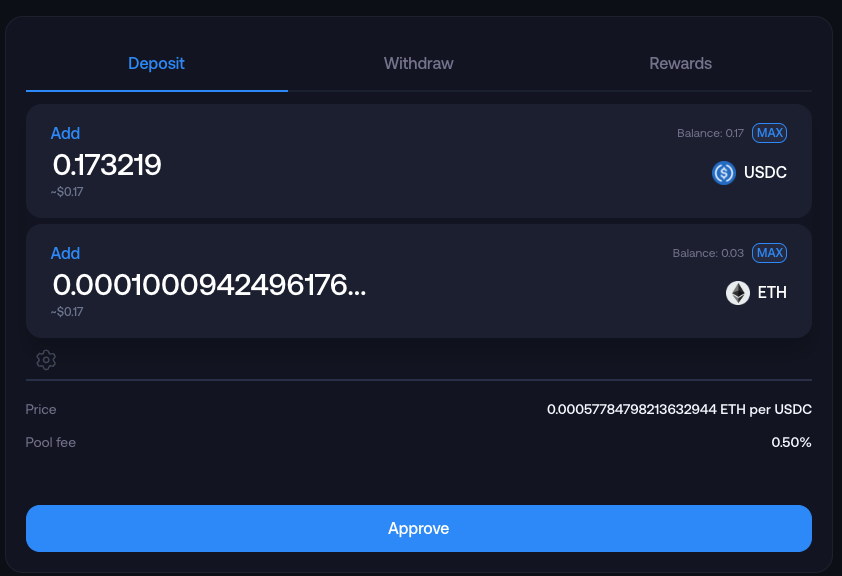 Deposit Withdraw Rewards
Add Balance: 0.17 MAX
0.173219 USDC
~$0.17
Add Balance: 0.03 MAX
0.0001000942496176... ETH
~$0.17
Price 0.00057784798213632944 ETH per USDC
Pool fee 0.50%
Approve